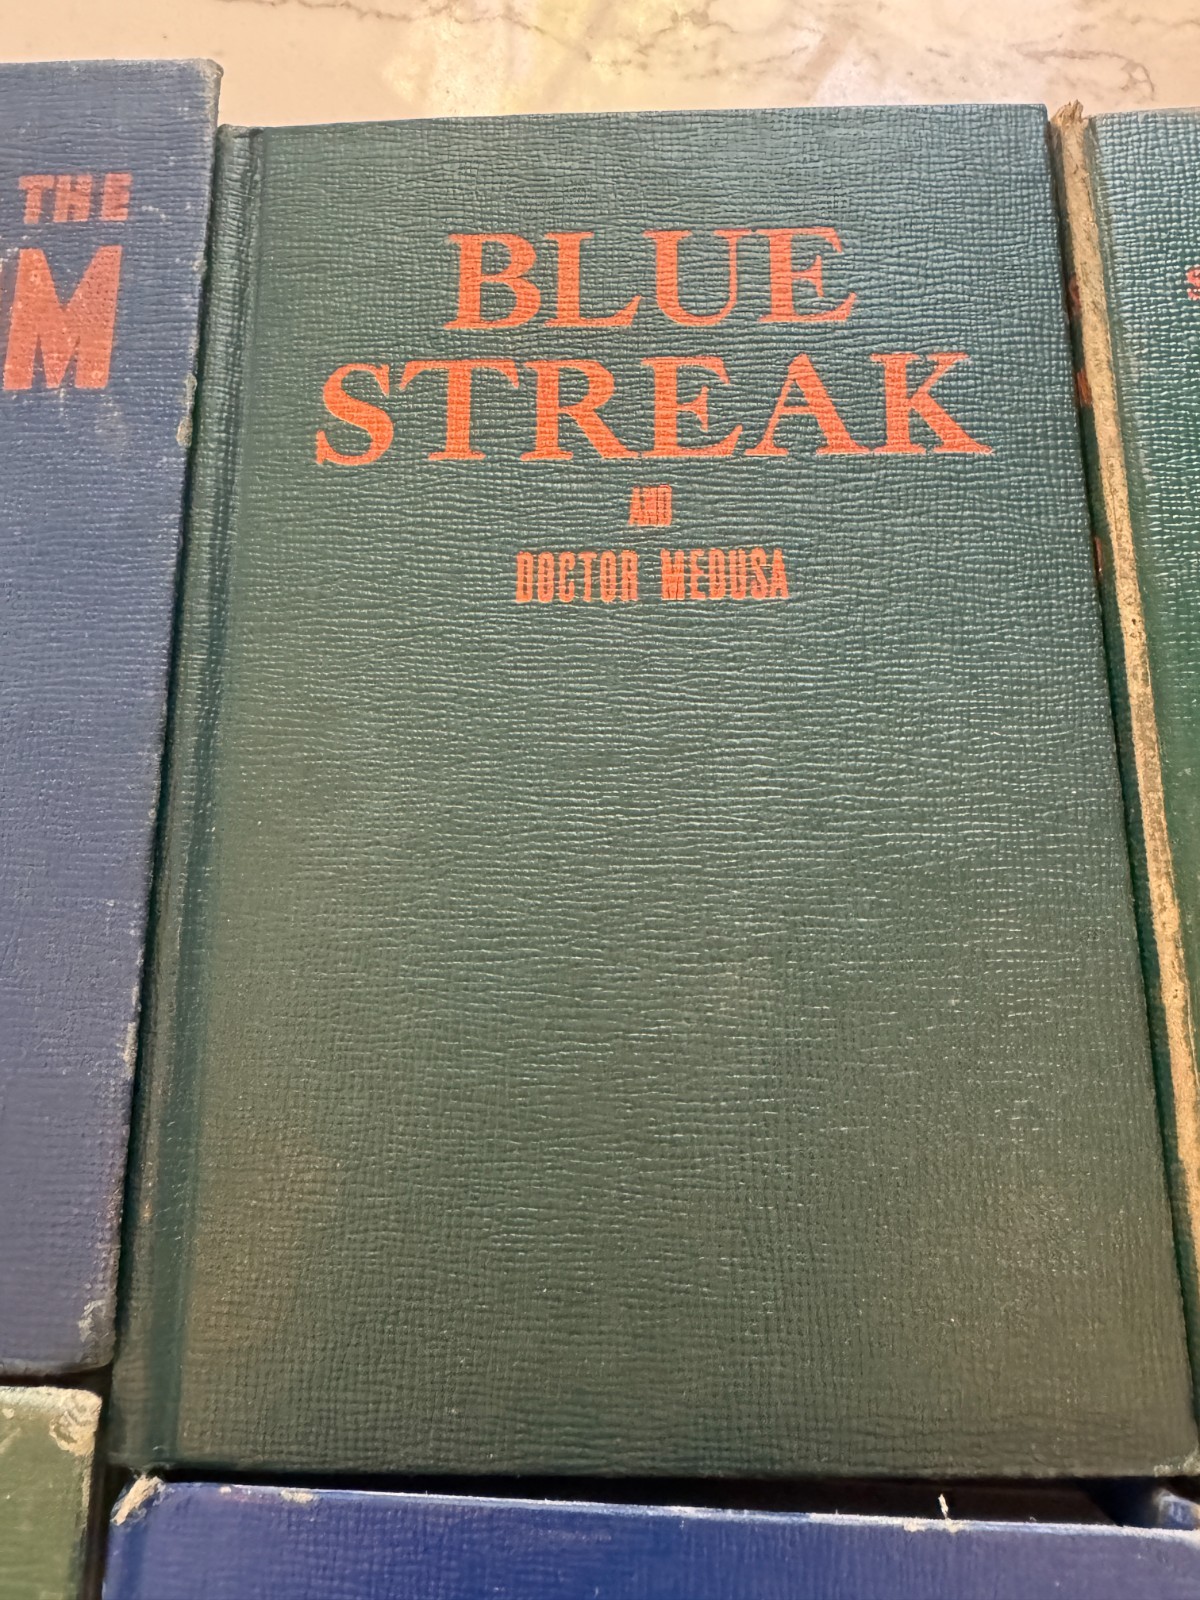 THE
BLUE
STREAK
AND
DOCTOR MEDUSA